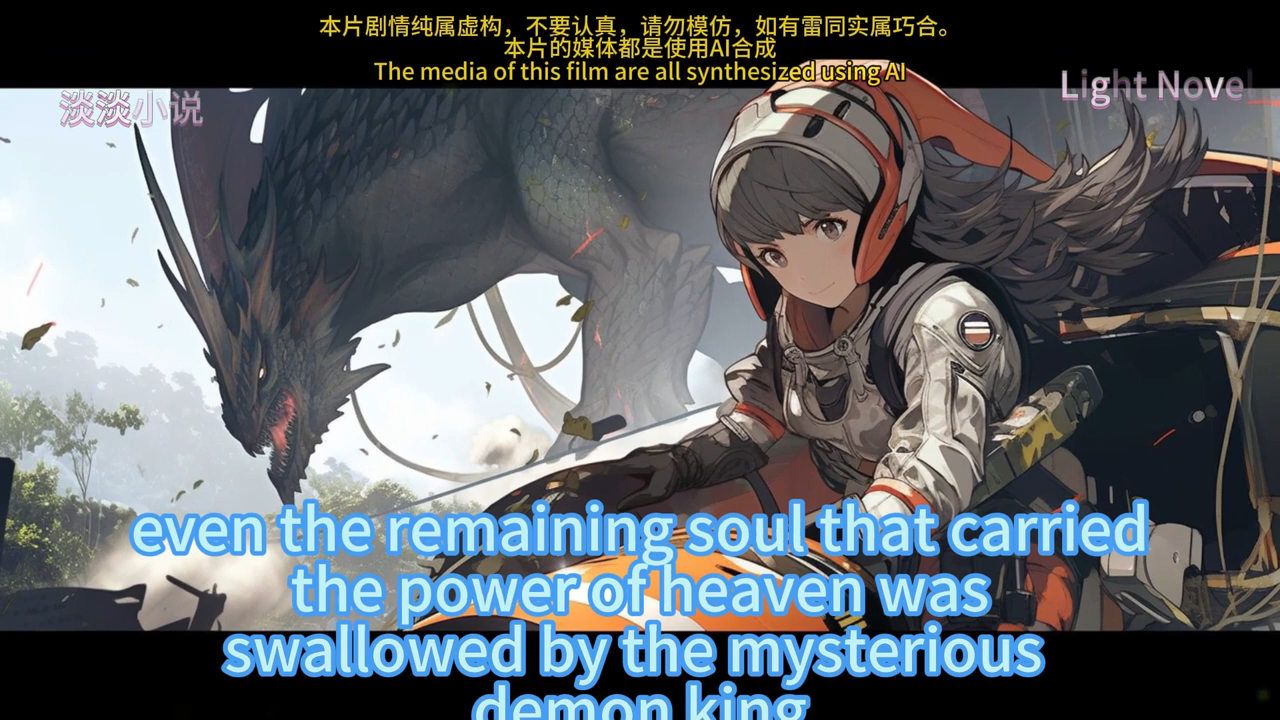 本片剧情纯属虚构，不要认真，请勿模仿，如有雷同实属巧合。
本片的媒体都是使用AI合成
The media of this film are all synthesized using AI
Light Novel
淡淡小说
even the remaining soul that carried
the power of heaven was
swallowed by the mysterious
demon king